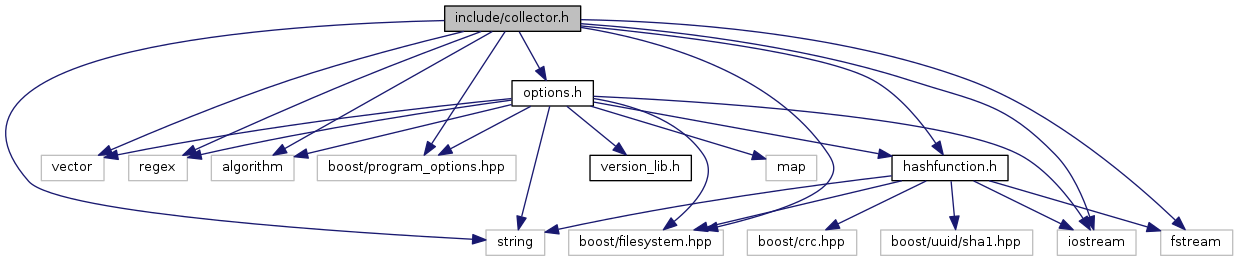 include/collector.h
options.h
vector
regex
algorithm
boost/program_options.hpp
version_lib.h
map
hashfunction.h
string
boost/filesystem.hpp
boost/crc.hpp
boost/uuid/sha1.hpp
iostream
fstream